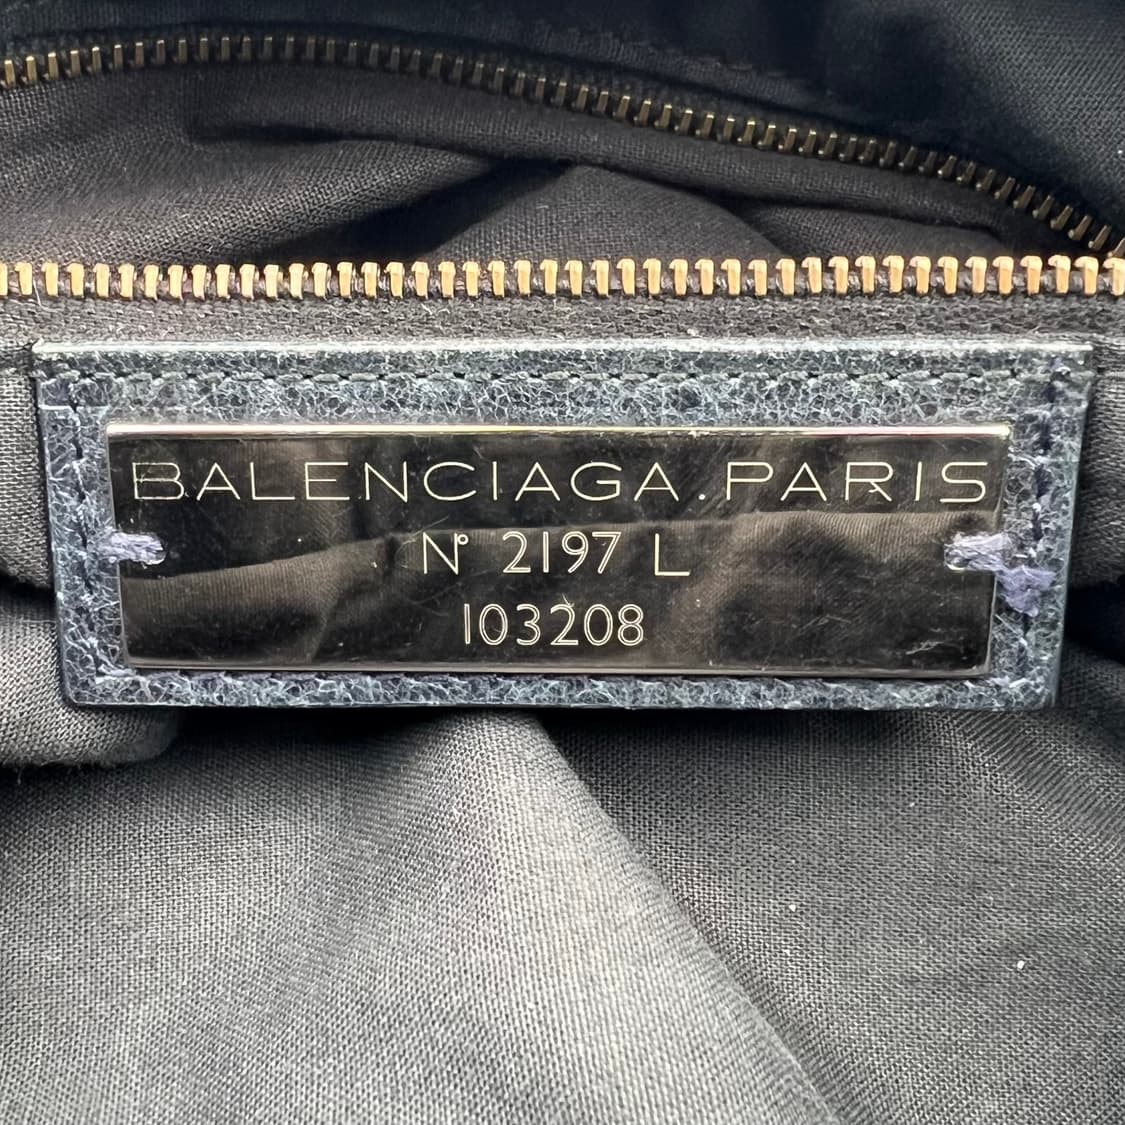 BALENCIAGA.PARIS
N° 2197 L
103208